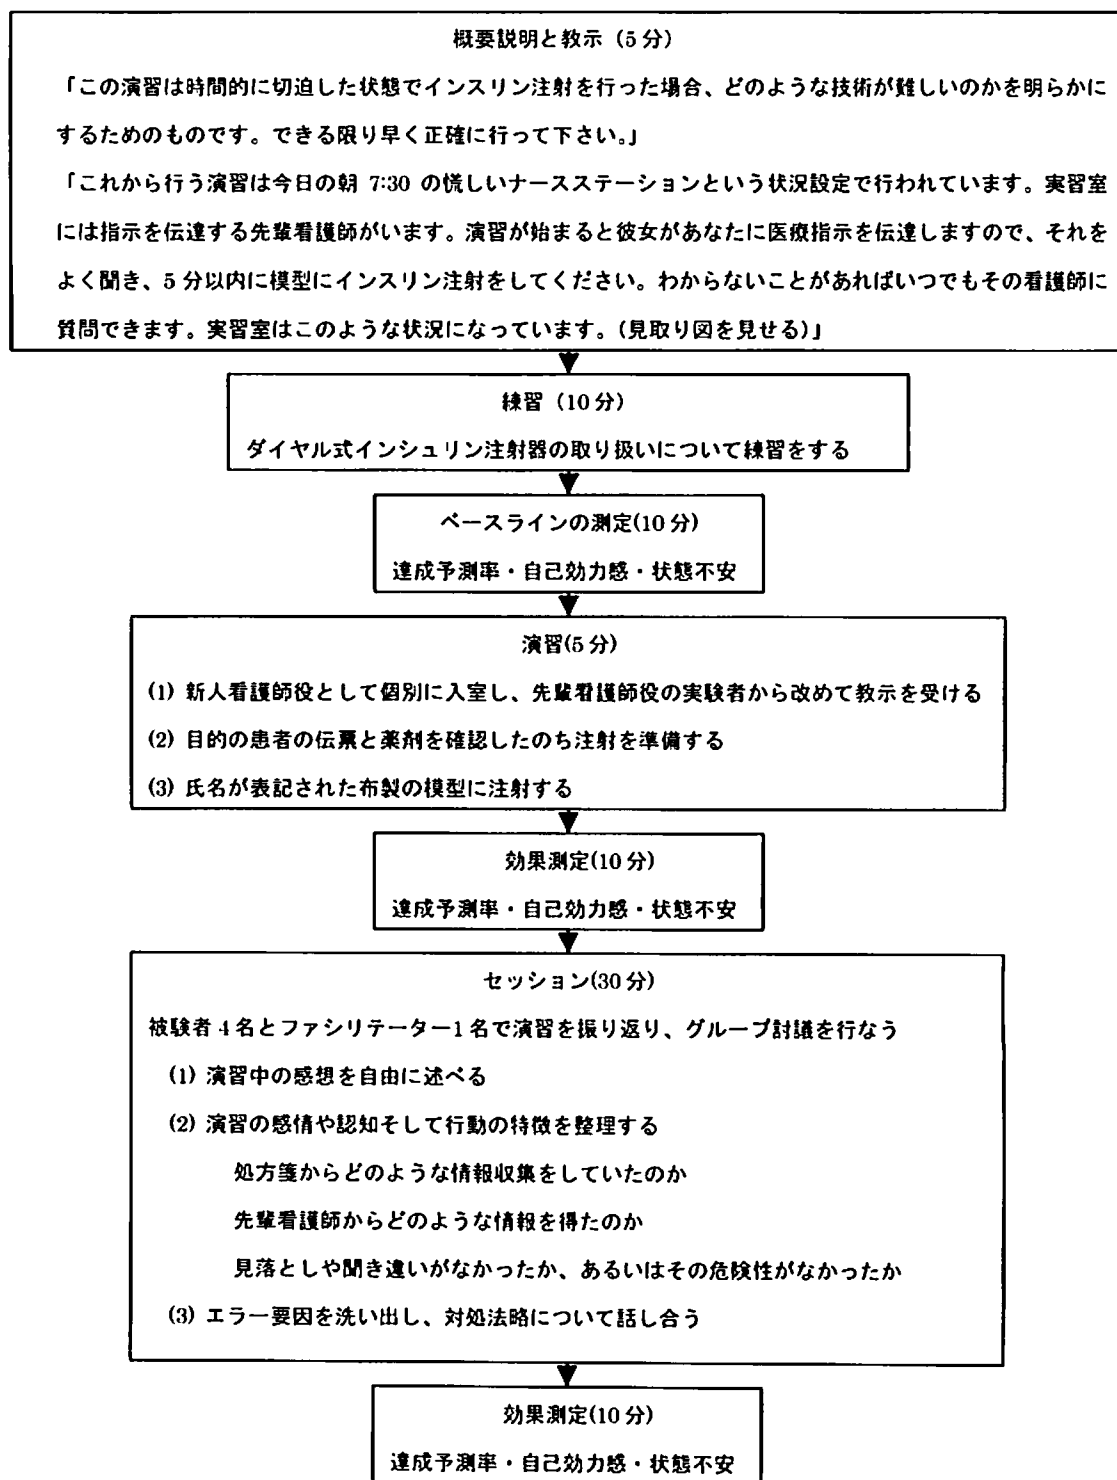 概要説明と教示 (5分)
「この演習は時間的に切迫した状態でインスリン注射を行った場合、どのような技術が難しいのかを明らかに
するためのものです。できる限り早く正確に行って下さい。」
「これから行う演習は今日の朝 7:30 の慌しいナースステーションという状況設定で行われています。実習室
には指示を伝達する先輩看護師がいます。演習が始まると彼女があなたに医療指示を伝達しますので、それを
よく聞き、5分以内に模型にインスリン注射をしてください。わからないことがあればいつでもその看護師に
質問できます。実習室はこのような状況になっています。(見取り図を見せる)」
練習 (10分)
ダイヤル式インシュリン注射器の取り扱いについて練習をする
ベースラインの測定(10分)
達成予測率・自己効力感・状態不安
演習(5分)
(1) 新人看護師役として個別に入室し、先輩看護師役の実験者から改めて教示を受ける
(2) 目的の患者の伝票と薬剤を確認したのち注射を準備する
(3) 氏名が表記された布製の模型に注射する
効果測定(10分)
達成予測率・自己効力感・状態不安
セッション(30分)
被験者4名とファシリテーター1名で演習を振り返り、グループ討議を行なう
(1) 演習中の感想を自由に述べる
(2) 演習の感情や認知そして行動の特徴を整理する
処方箋からどのような情報収集をしていたのか
先輩看護師からどのような情報を得たのか
見落としや聞き違いがなかったか、あるいはその危険性がなかったか
(3) エラー要因を洗い出し、対処法略について話し合う
効果測定(10分)
達成予測率・自己効力感・状態不安